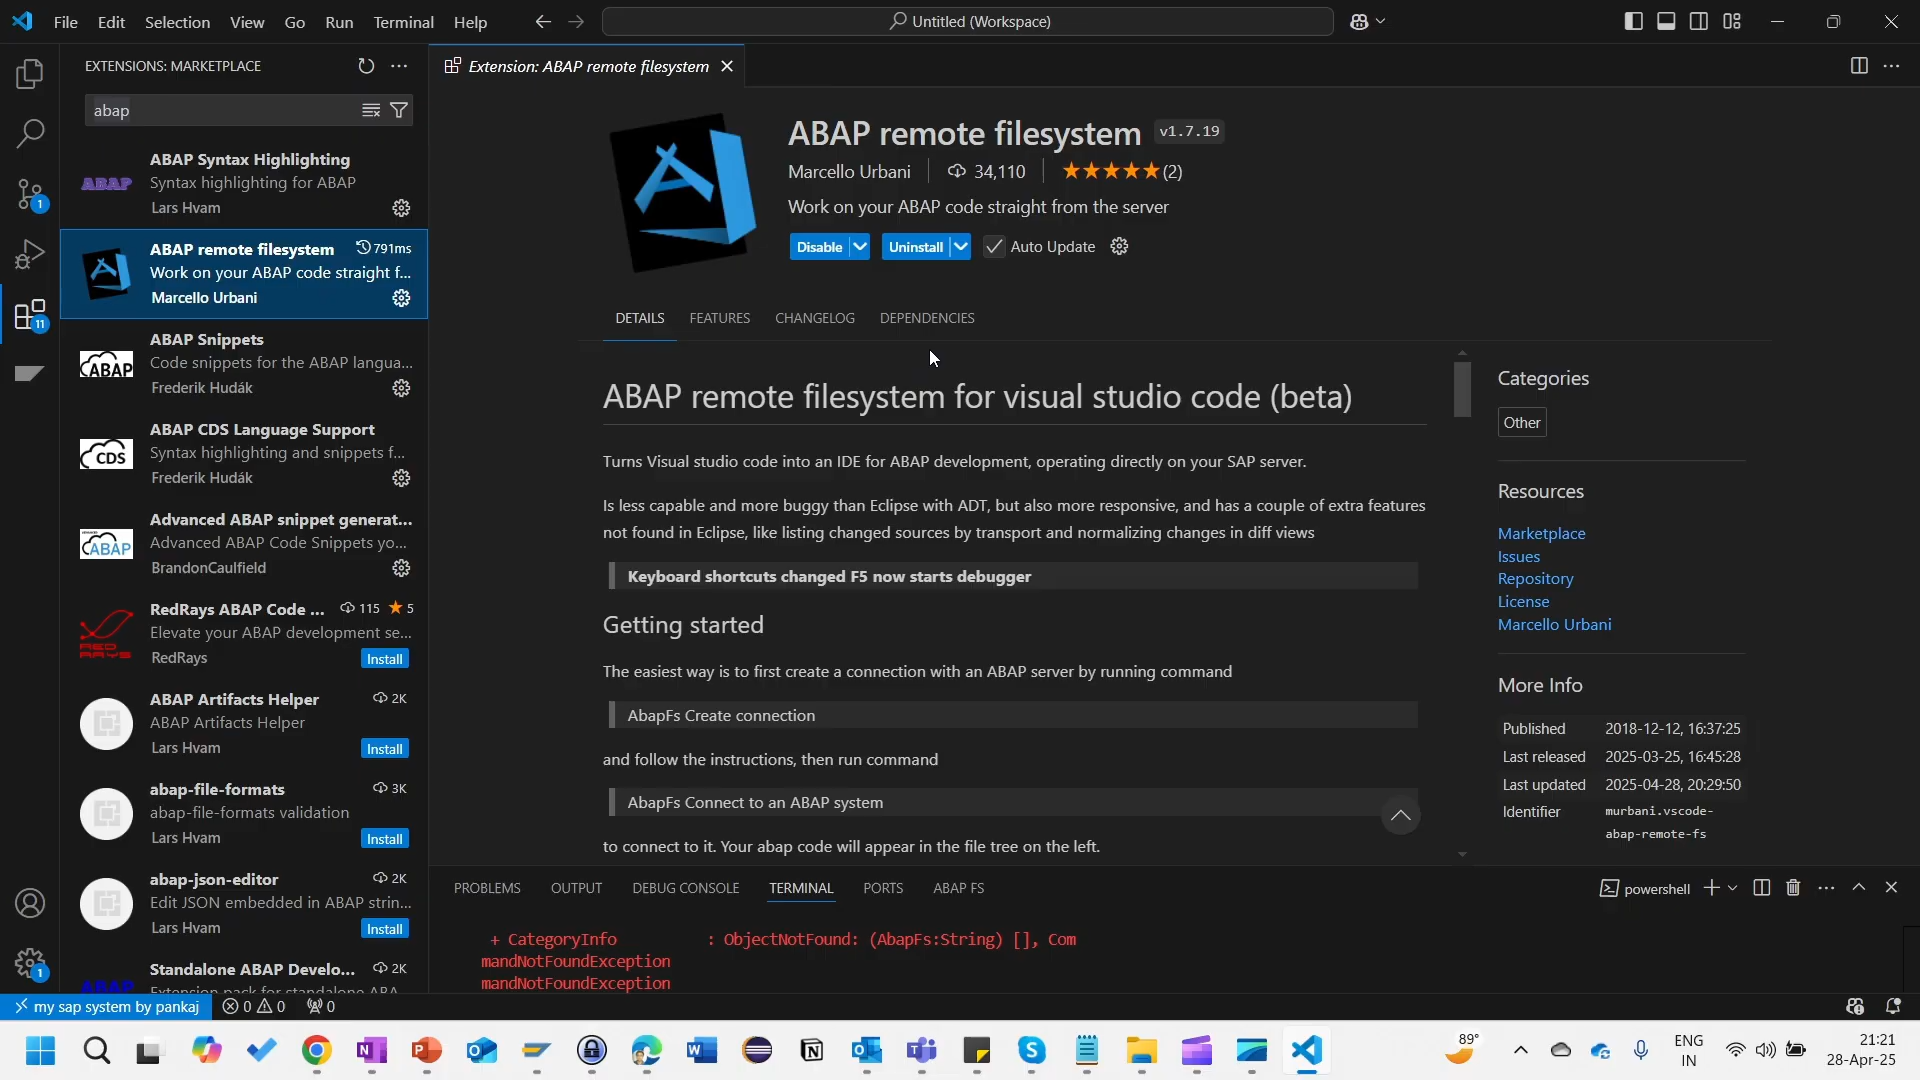 File Edit Selection View Go Run Terminal Help
Untitled (Workspace)
EXTENSIONS: MARKETPLACE
Extension: ABAP remote filesystem
abap
ABAP Syntax Highlighting
Syntax highlighting for ABAP
Lars Hvam
ABAP
ABAP remote filesystem 791ms
Work on your ABAP code straight f...
Marcello Urbani
ABAP Snippets
Code snippets for the ABAP langua...
Frederik Hudák
ABAP
ABAP CDS Language Support
Syntax highlighting and snippets f...
Frederik Hudák
CDS
Advanced ABAP snippet generat...
Advanced ABAP Code Snippets yo...
BrandonCaulfield
ABAP
RedRays ABAP Code ... 115 5
Elevate your ABAP development se...
RedRays Install
RED RAYS
ABAP Artifacts Helper 2K
ABAP Artifacts Helper
Lars Hvam Install
abap-file-formats 3K
abap-file-formats validation
Lars Hvam Install
abap-json-editor 2K
Edit JSON embedded in ABAP strin...
Lars Hvam Install
Standalone ABAP Develo... 2K
Extension pack for standalone ABA...
1
11
1
ABAP remote filesystem v1.7.19
Marcello Urbani 34,110 (2)
Work on your ABAP code straight from the server
Disable Uninstall Auto Update
DETAILS FEATURES CHANGELOG DEPENDENCIES
ABAP remote filesystem for visual studio code (beta)
Turns Visual studio code into an IDE for ABAP development, operating directly on your SAP server.
Is less capable and more buggy than Eclipse with ADT, but also more responsive, and has a couple of extra features
not found in Eclipse, like listing changed sources by transport and normalizing changes in diff views
Keyboard shortcuts changed F5 now starts debugger
Getting started
The easiest way is to first create a connection with an ABAP server by running command
AbapFs Create connection
and follow the instructions, then run command
AbapFs Connect to an ABAP system
to connect to it. Your abap code will appear in the file tree on the left.
Categories
Other
Resources
Marketplace
Issues
Repository
License
Marcello Urbani
More Info
Published 2018-12-12, 16:37:25
Last released 2025-03-25, 16:45:28
Last updated 2025-04-28, 20:29:50
Identifier murbani.vscode-
abap-remote-fs
PROBLEMS OUTPUT DEBUG CONSOLE TERMINAL PORTS ABAP FS powershell
+ CategoryInfo : ObjectNotFound: (AbapFs:String) [], Com
mandNotFoundException
mandNotFoundException
my sap system by pankaj 0 0 0
89°
ENG
IN
21:21
28-Apr-25